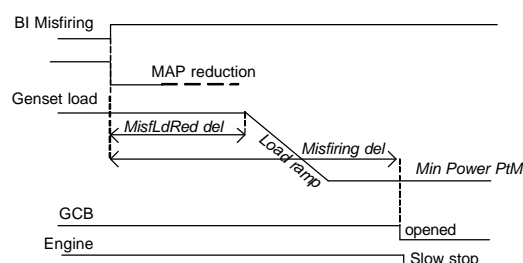 BI Misfiring
MAP reduction
Genset load
MisfLdRed del
Misfiring del
Load ramp
Min Power PtM
GCB
opened
Engine
Slow stop